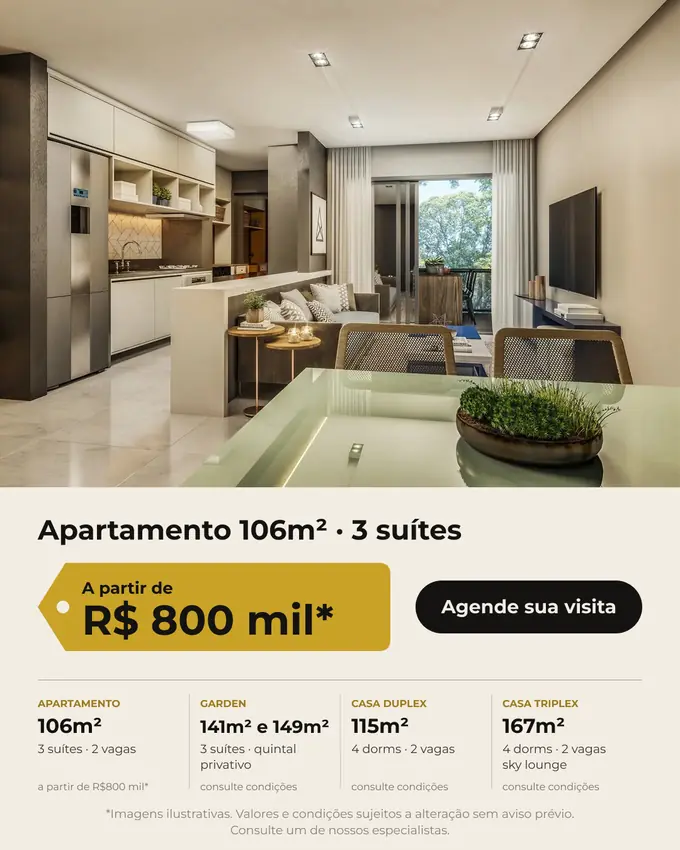 Apartamento 106m² · 3 suítes
A partir de
R$ 800 mil*
Agende sua visita
APARTAMENTO
106m²
3 suítes · 2 vagas
a partir de R$800 mil*
GARDEN
141m² e 149m²
3 suítes · quintal
privativo
consulte condições
CASA DUPLEX
115m²
4 dorms · 2 vagas
consulte condições
CASA TRIPLEX
167m²
4 dorms · 2 vagas
sky lounge
consulte condições
*Imagens ilustrativas. Valores e condições sujeitos a alteração sem aviso prévio.
Consulte um de nossos especialistas.